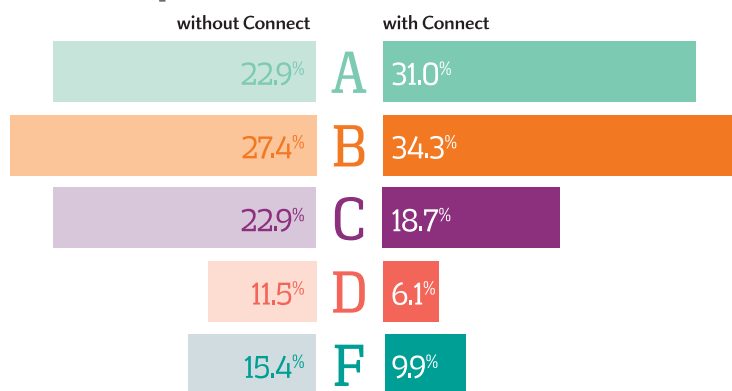 without Connect with Connect
22.9% A 31.0%
27.4% B 34.3%
22.9% C 18.7%
11.5% D 6.1%
15.4% F 9.9%